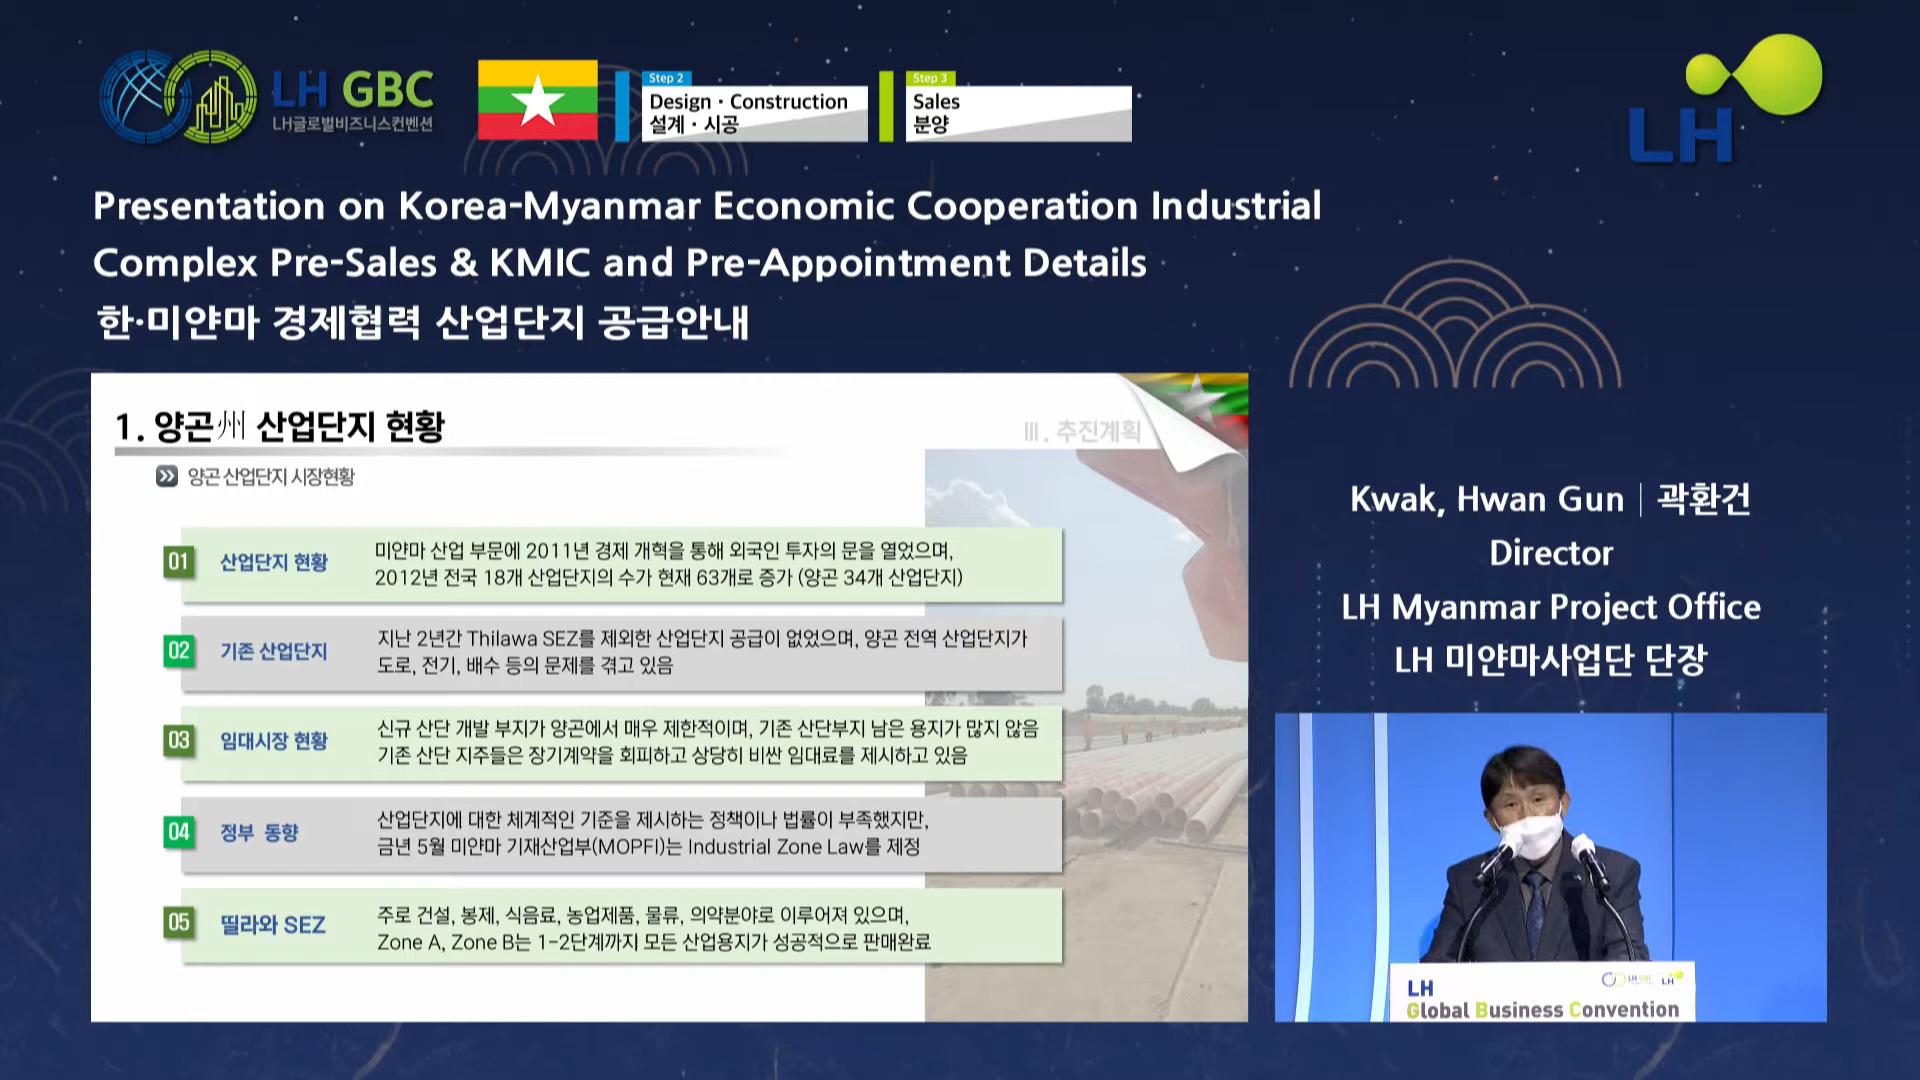 LH GBC
LH글로벌비즈니스컨벤션
Step 2
Design · Construction
설계 · 시공
Step 3
Sales
분양
LH
Presentation on Korea-Myanmar Economic Cooperation Industrial
Complex Pre-Sales & KMIC and Pre-Appointment Details
한·미얀마 경제협력 산업단지 공급안내
1. 양곤州 산업단지 현황
Ⅲ. 추진계획
양곤 산업단지 시장현황
01 산업단지 현황
미얀마 산업 부문에 2011년 경제 개혁을 통해 외국인 투자의 문을 열었으며,
2012년 전국 18개 산업단지의 수가 현재 63개로 증가 (양곤 34개 산업단지)
02 기존 산업단지
지난 2년간 Thilawa SEZ를 제외한 산업단지 공급이 없었으며, 양곤 전역 산업단지가
도로, 전기, 배수 등의 문제를 겪고 있음
03 임대시장 현황
신규 산단 개발 부지가 양곤에서 매우 제한적이며, 기존 산단부지 남은 용지가 많지 않음
기존 산단 지주들은 장기계약을 회피하고 상당히 비싼 임대료를 제시하고 있음
04 정부 동향
산업단지에 대한 체계적인 기준을 제시하는 정책이나 법률이 부족했지만,
금년 5월 미얀마 기재산업부(MOPFI)는 Industrial Zone Law를 제정
05 띨라와 SEZ
주로 건설, 봉제, 식음료, 농업제품, 물류, 의약분야로 이루어져 있으며,
Zone A, Zone B는 1-2단계까지 모든 산업용지가 성공적으로 판매완료
Kwak, Hwan Gun | 곽환건
Director
LH Myanmar Project Office
LH 미얀마사업단 단장
LH GBC LH
LH
Global Business Convention